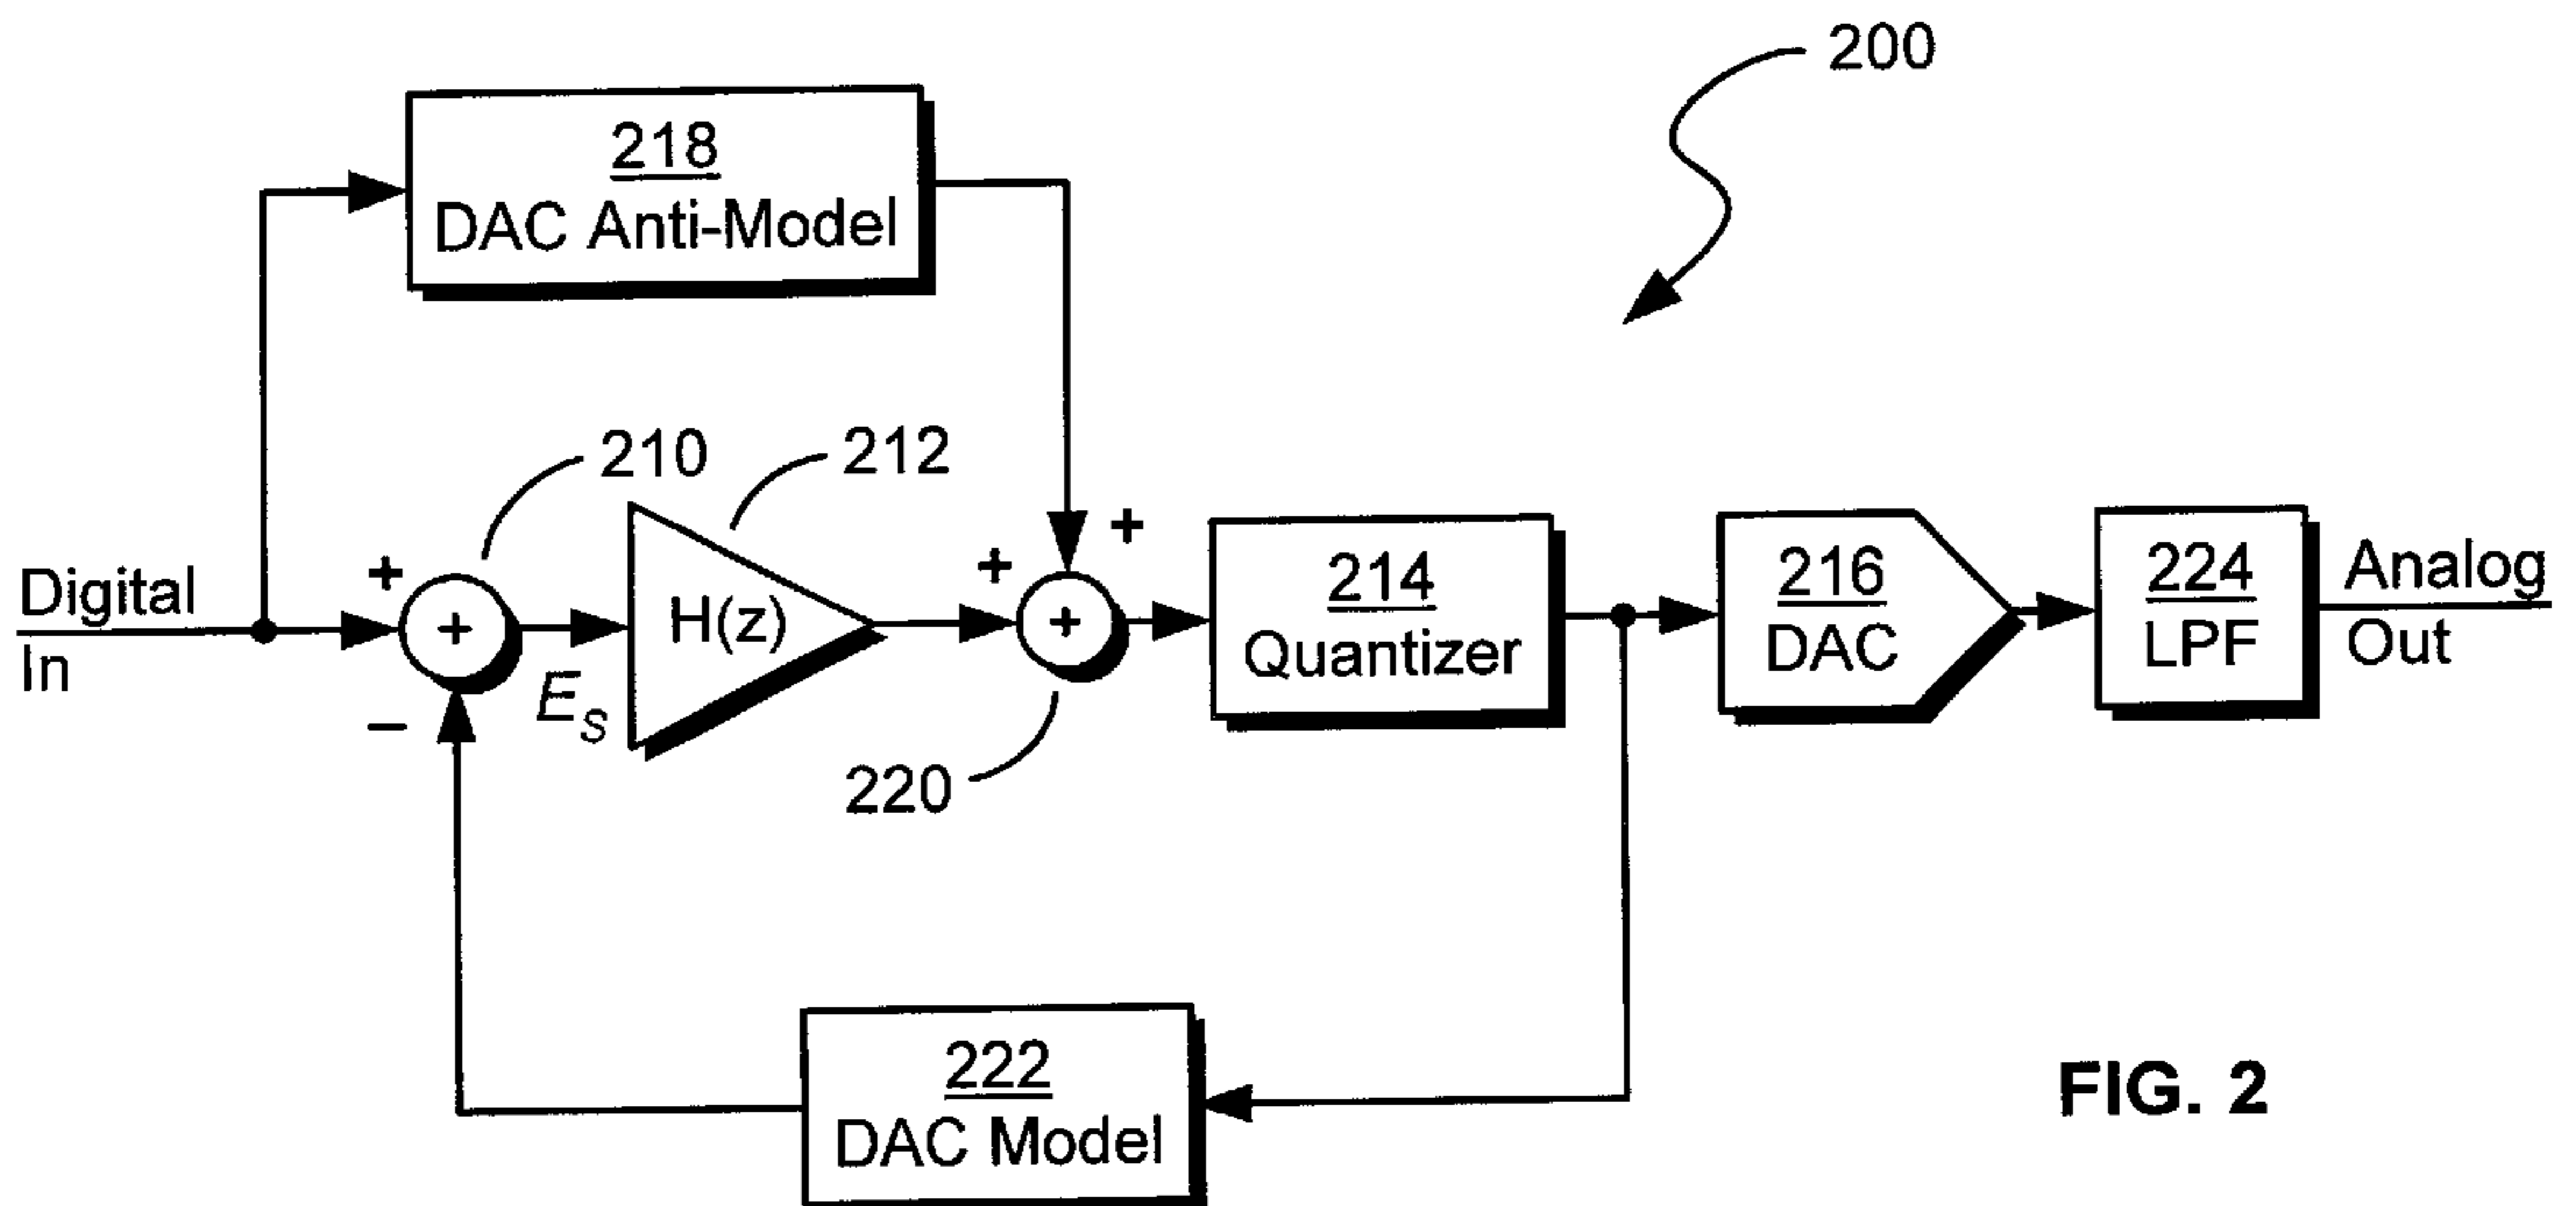 200
218
DAC Anti-Model
210
212
+
+
+
Digital
In
+
H(z)
+
214
Quantizer
216
DAC
224
LPF
Analog
Out
−
E_S
220
222
DAC Model
FIG. 2